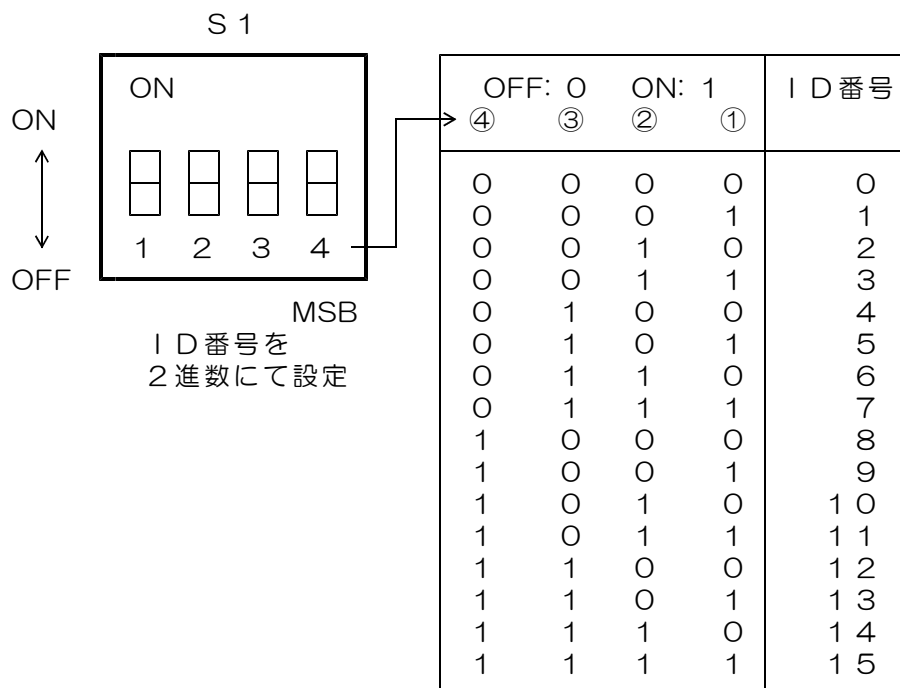 S 1
ON
ON
OFF
1 2 3 4
MSB
ID番号を
2進数にて設定
OFF: 0 ON: 1 ID番号
④ ③ ② ①
0 0 0 0 0
0 0 0 1 1
0 0 1 0 2
0 0 1 1 3
0 1 0 0 4
0 1 0 1 5
0 1 1 0 6
0 1 1 1 7
1 0 0 0 8
1 0 0 1 9
1 0 1 0 10
1 0 1 1 11
1 1 0 0 12
1 1 0 1 13
1 1 1 0 14
1 1 1 1 15